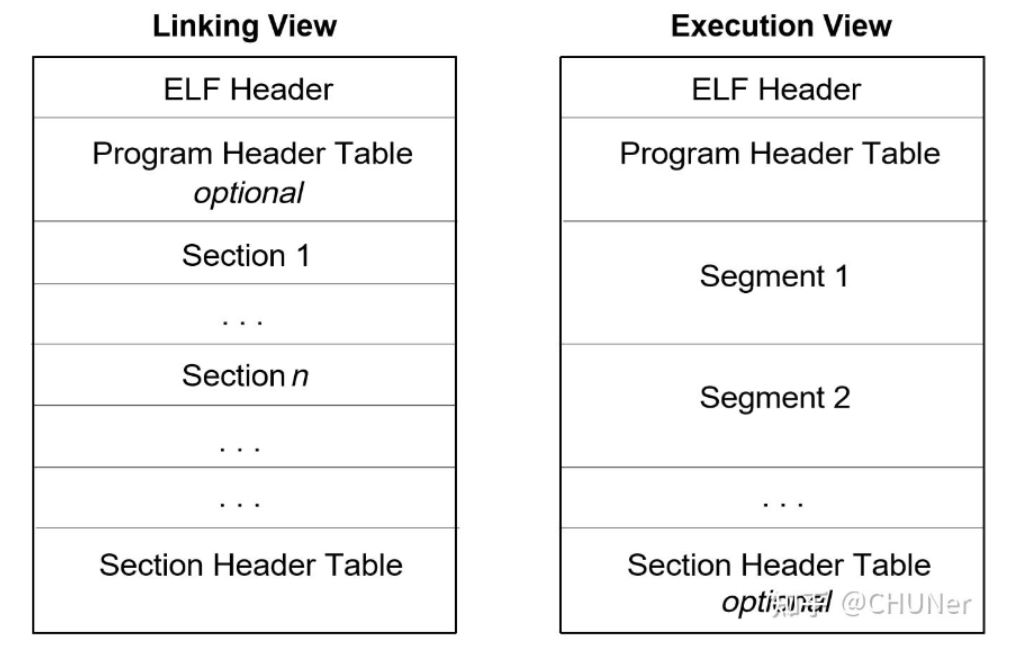 Linking View
ELF Header
Program Header Table
optional
Section 1
. . .
Section n
. . .
. . .
Section Header Table
Execution View
ELF Header
Program Header Table
Segment 1
Segment 2
. . .
Section Header Table
optional
知乎 @CHUNer